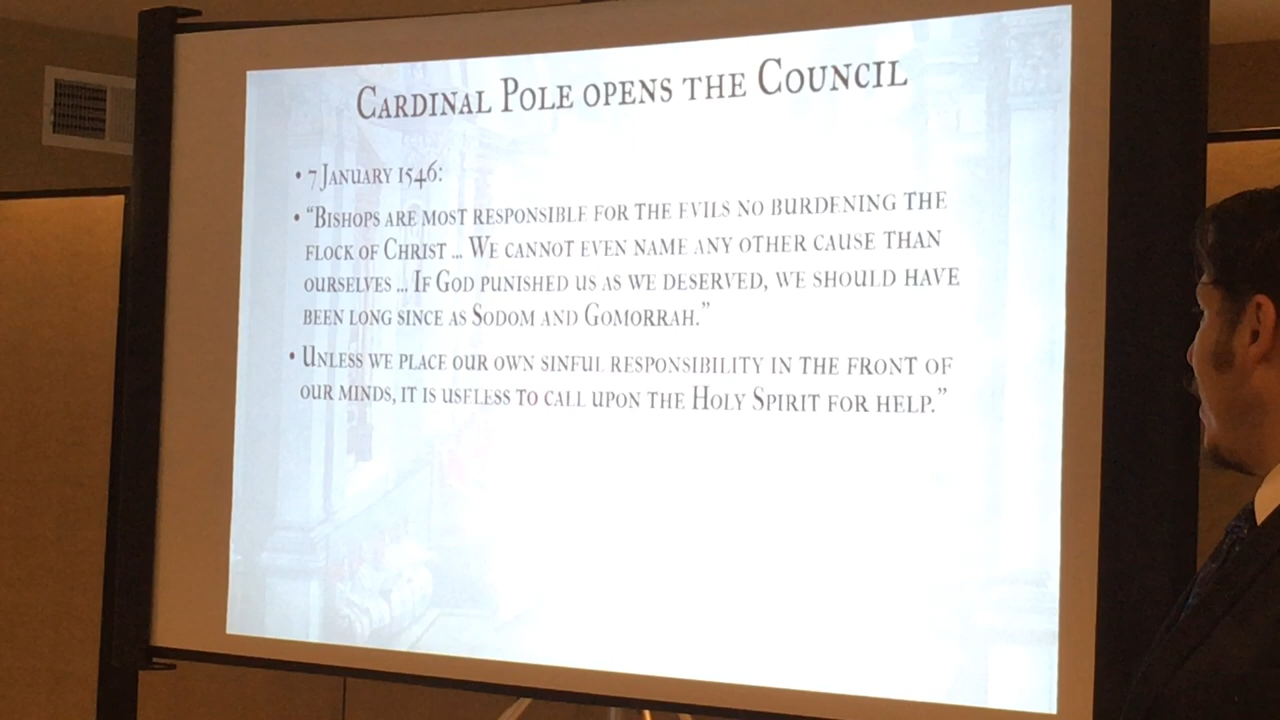 Cardinal Pole opens the Council
• 7 January 1546:
• “Bishops are most responsible for the evils no burdening the
flock of Christ ... We cannot even name any other cause than
ourselves ... If God punished us as we deserved, we should have
been long since as Sodom and Gomorrah.”
• Unless we place our own sinful responsibility in the front of
our minds, it is useless to call upon the Holy Spirit for help.”